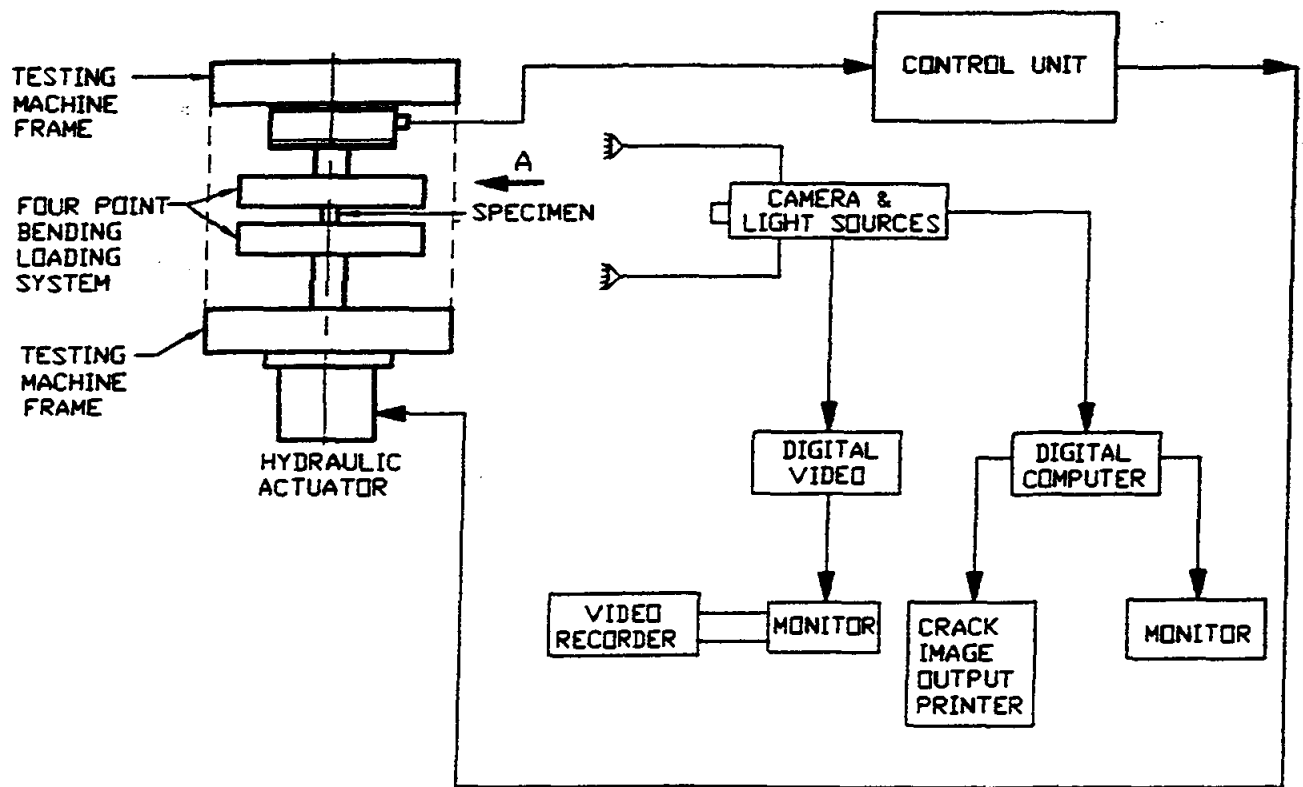 TESTING
MACHINE
FRAME
CONTROL UNIT
A
FOUR POINT
BENDING
LOADING
SYSTEM
SPECIMEN
CAMERA &
LIGHT SOURCES
TESTING
MACHINE
FRAME
HYDRAULIC
ACTUATOR
DIGITAL
VIDEO
DIGITAL
COMPUTER
VIDEO
RECORDER
MONITOR
CRACK
IMAGE
OUTPUT
PRINTER
MONITOR